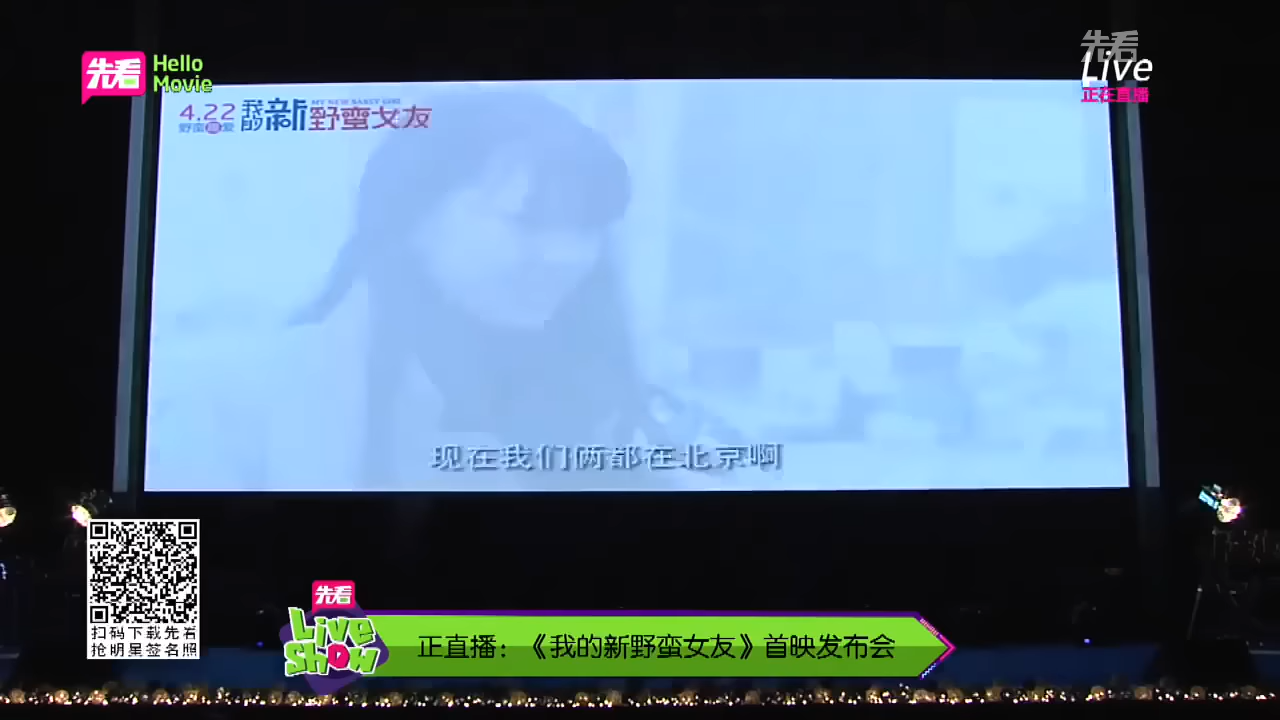 先看
Hello
Movie
先看
Live
正在直播
4.22
野蛮
爱
我的新野蛮女友
MY NEW SASSY GIRL
现在我们俩都在北京啊
扫码下载先看
抢明星签名照
先看
Live
Show
正直播：《我的新野蛮女友》首映发布会